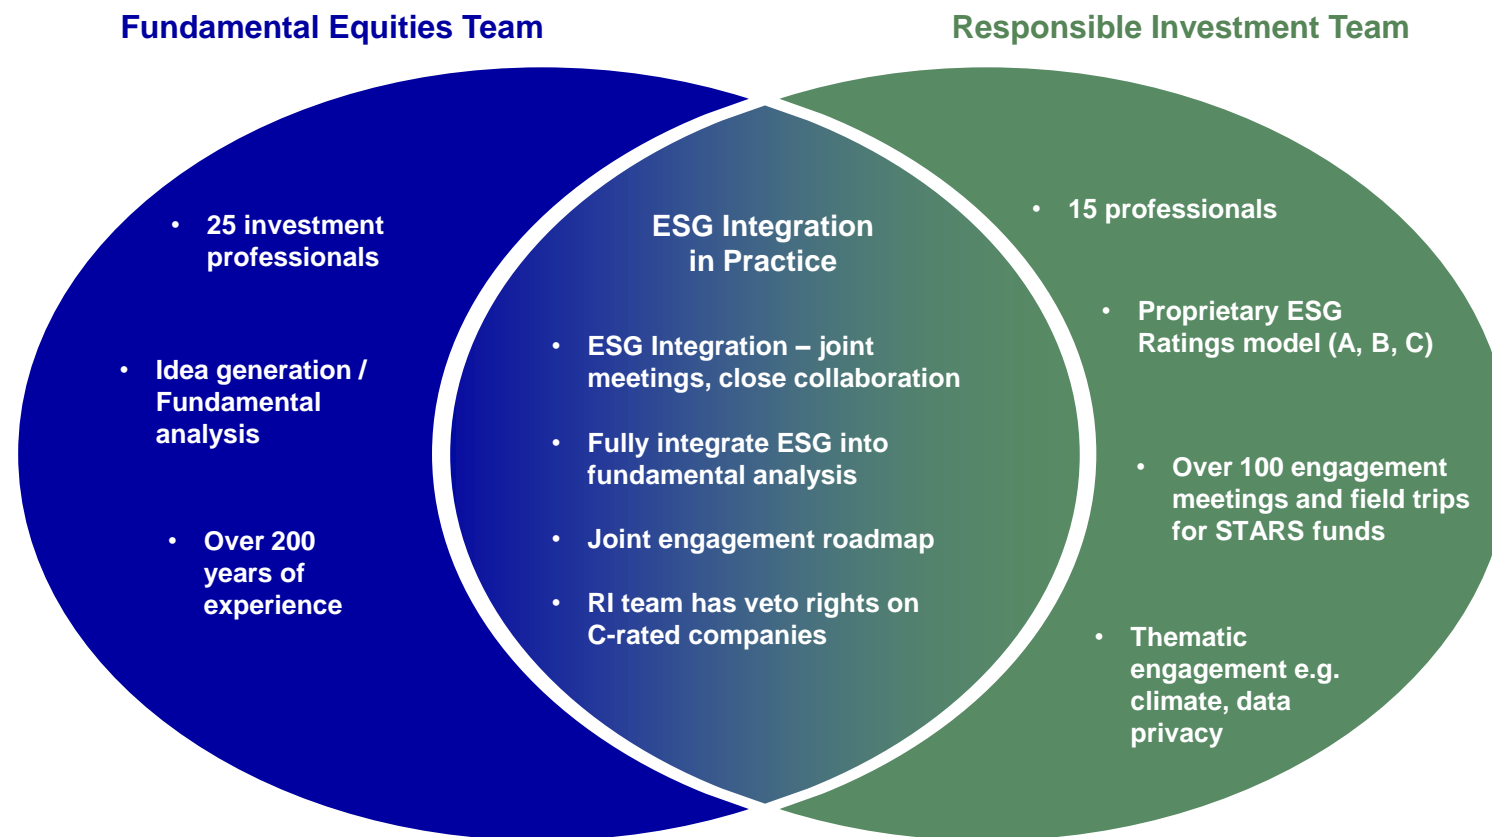 Fundamental Equities Team
Responsible Investment Team
• 25 investment
professionals
• Idea generation /
Fundamental
analysis
• Over 200
years of
experience
ESG Integration
in Practice
• ESG Integration – joint
meetings, close collaboration
• Fully integrate ESG into
fundamental analysis
• Joint engagement roadmap
• RI team has veto rights on
C-rated companies
• 15 professionals
• Proprietary ESG
Ratings model (A, B, C)
• Over 100 engagement
meetings and field trips
for STARS funds
• Thematic
engagement e.g.
climate, data
privacy